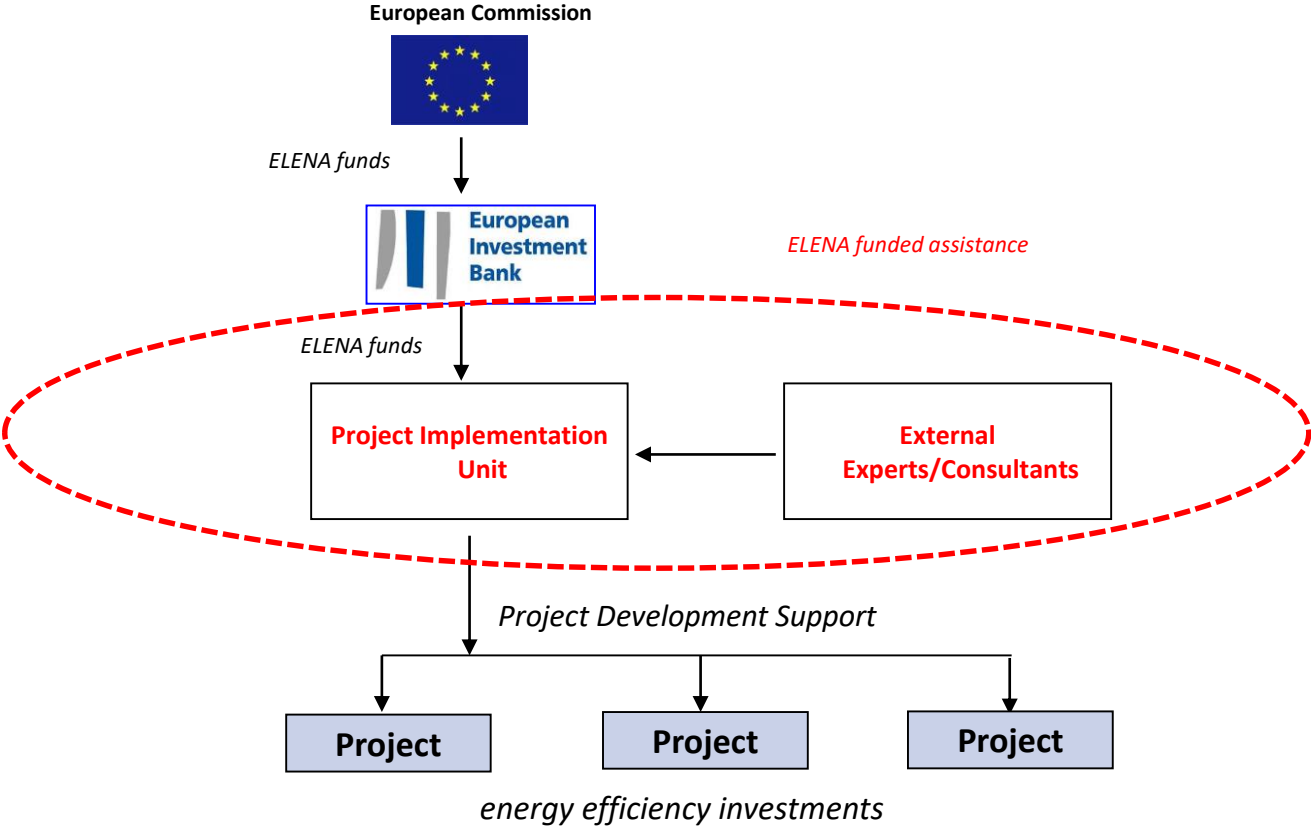 European Commission
ELENA funds
European
Investment
Bank
ELENA funded assistance
ELENA funds
Project Implementation
Unit
External
Experts/Consultants
Project Development Support
Project
Project
Project
energy efficiency investments